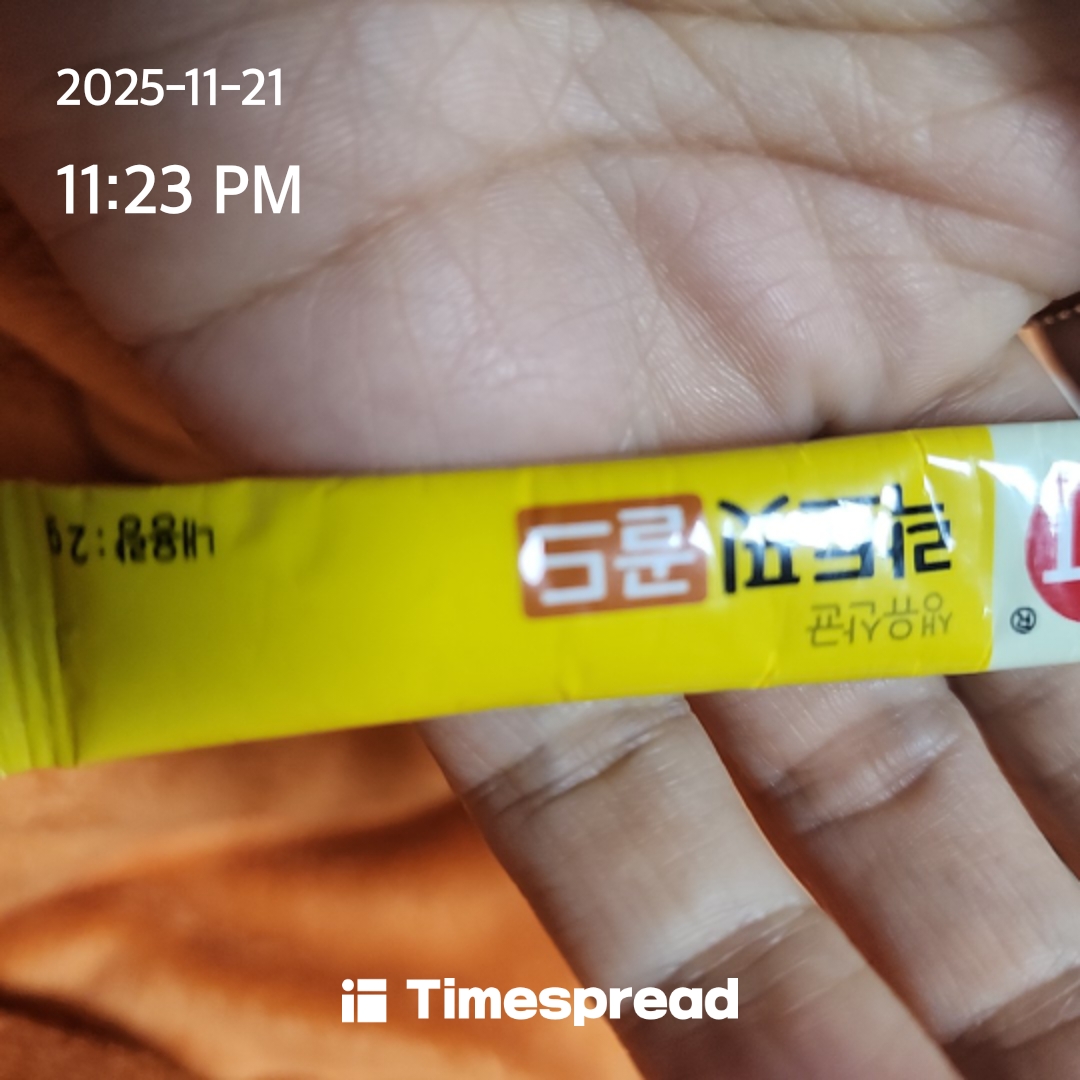 2025-11-21
11:23 PM
생유산균
락토핏 골드
내용량 : 2g
Timespread